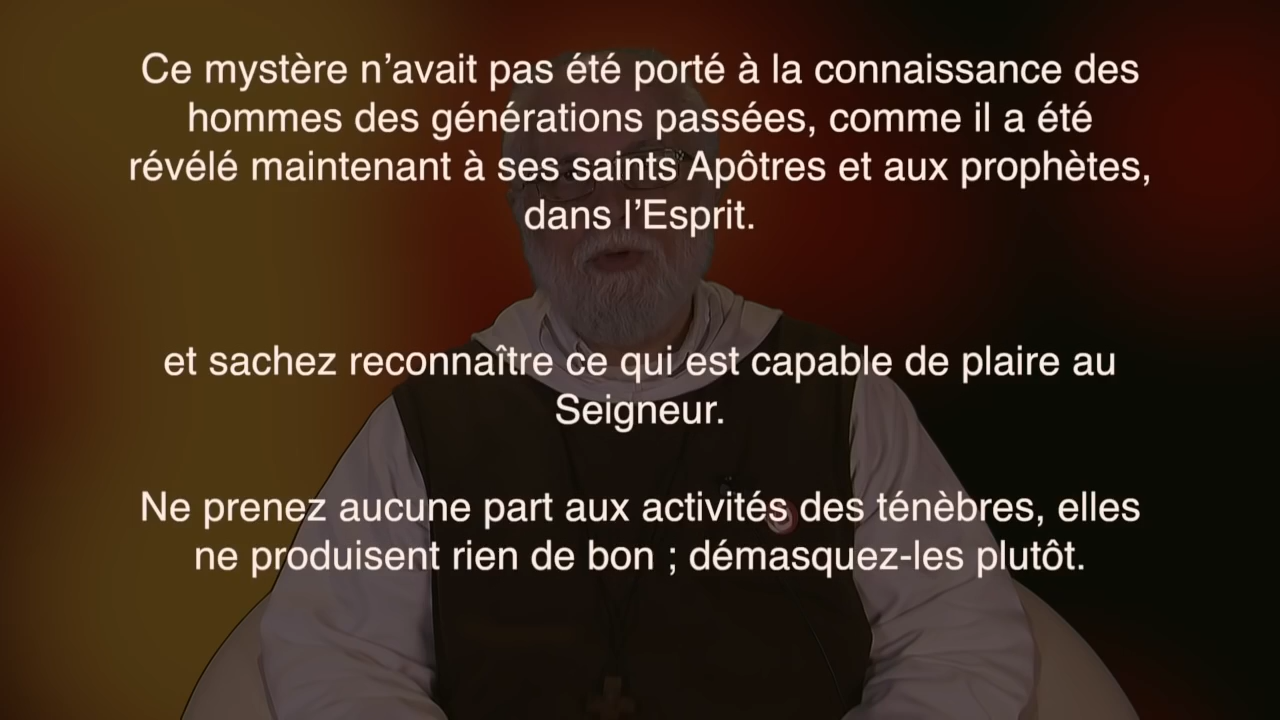 Ce mystère n’avait pas été porté à la connaissance des
hommes des générations passées, comme il a été
révélé maintenant à ses saints Apôtres et aux prophètes,
dans l’Esprit.
et sachez reconnaître ce qui est capable de plaire au
Seigneur.
Ne prenez aucune part aux activités des ténèbres, elles
ne produisent rien de bon ; démasquez-les plutôt.